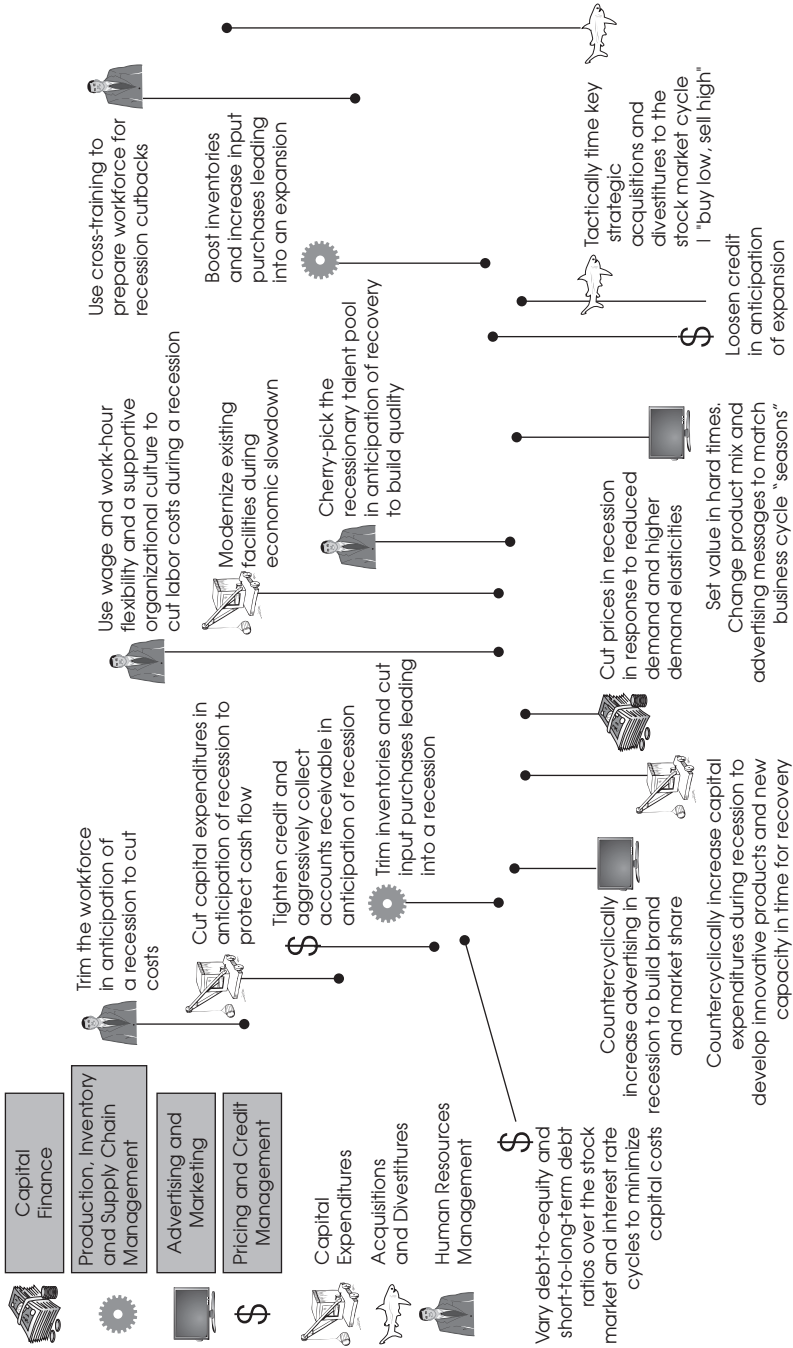 Capital
Finance
Production, Inventory
and Supply Chain
Management
Advertising and
Marketing
Pricing and Credit
Management
Capital
Expenditures
Acquisitions
and Divestitures
Human Resources
Management
Trim the workforce
in anticipation of
a recession to cut
costs
Cut capital expenditures in
anticipation of recession to
protect cash flow
Tighten credit and
aggressively collect
accounts receivable in
anticipation of recession
Trim inventories and cut
input purchases leading
into a recession
Use wage and work-hour
flexibility and a supportive
organizational culture to
cut labor costs during a recession
Modernize existing
facilities during
economic slowdown
Cherry-pick the
recessionary talent pool
in anticipation of recovery
to build quality
Use cross-training to
prepare workforce for
recession cutbacks
Boost inventories
and increase input
purchases leading
into an expansion
$
Vary debt-to-equity and
short-to-long-term debt
ratios over the stock
market and interest rate
cycles to minimize
capital costs
Countercyclically
increase advertising in
recession to build brand
and market share
Countercyclically increase capital
expenditures during recession to
develop innovative products and new
capacity in time for recovery
Cut prices in recession
in response to reduced
demand and higher
demand elasticities
Set value in hard times.
Change product mix and
advertising messages to match
business cycle “seasons”
$
Loosen credit
in anticipation
of expansion
Tactically time key
strategic
acquisitions and
divestitures to the
stock market cycle
| "buy low, sell high"
$
$